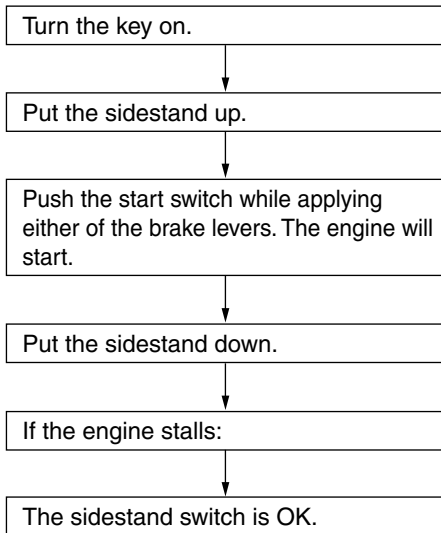 Turn the key on.
Put the sidestand up.
Push the start switch while applying
either of the brake levers. The engine will
start.
Put the sidestand down.
If the engine stalls:
The sidestand switch is OK.